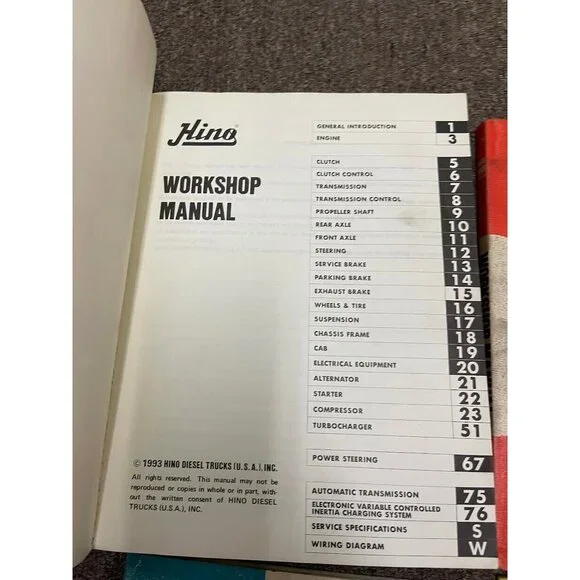 Hino
WORKSHOP
MANUAL
GENERAL INTRODUCTION 1
ENGINE 3
CLUTCH 5
CLUTCH CONTROL 6
TRANSMISSION 7
TRANSMISSION CONTROL 8
PROPELLER SHAFT 9
REAR AXLE 10
FRONT AXLE 11
STEERING 12
SERVICE BRAKE 13
PARKING BRAKE 14
EXHAUST BRAKE 15
WHEELS & TIRE 16
SUSPENSION 17
CHASSIS FRAME 18
CAB 19
ELECTRICAL EQUIPMENT 20
ALTERNATOR 21
STARTER 22
COMPRESSOR 23
TURBOCHARGER 51
POWER STEERING 67
AUTOMATIC TRANSMISSION 75
ELECTRONIC VARIABLE CONTROLLED
INERTIA CHARGING SYSTEM 76
SERVICE SPECIFICATIONS S
WIRING DIAGRAM W
© 1993 HINO DIESEL TRUCKS (U.S.A.), INC.
All rights reserved. This manual may not be
reproduced or copies in whole or in part, with-
out the written consent of HINO DIESEL
TRUCKS (U.S.A.), INC.